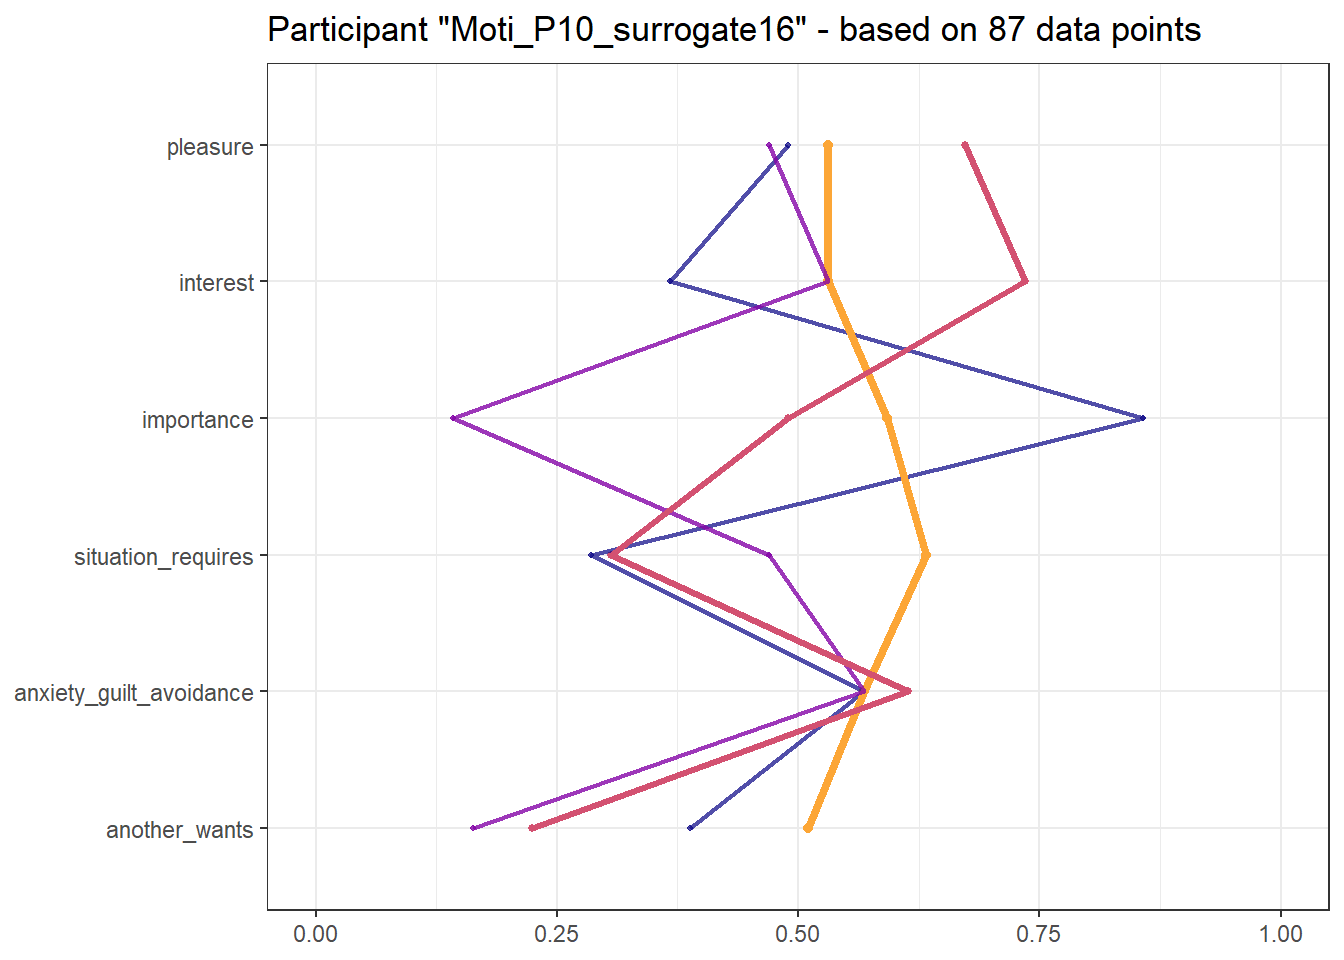 Participant "Moti_P10_surrogate16" - based on 87 data points
pleasure
interest
importance
situation_requires
anxiety_guilt_avoidance
another_wants
0.00 0.25 0.50 0.75 1.00